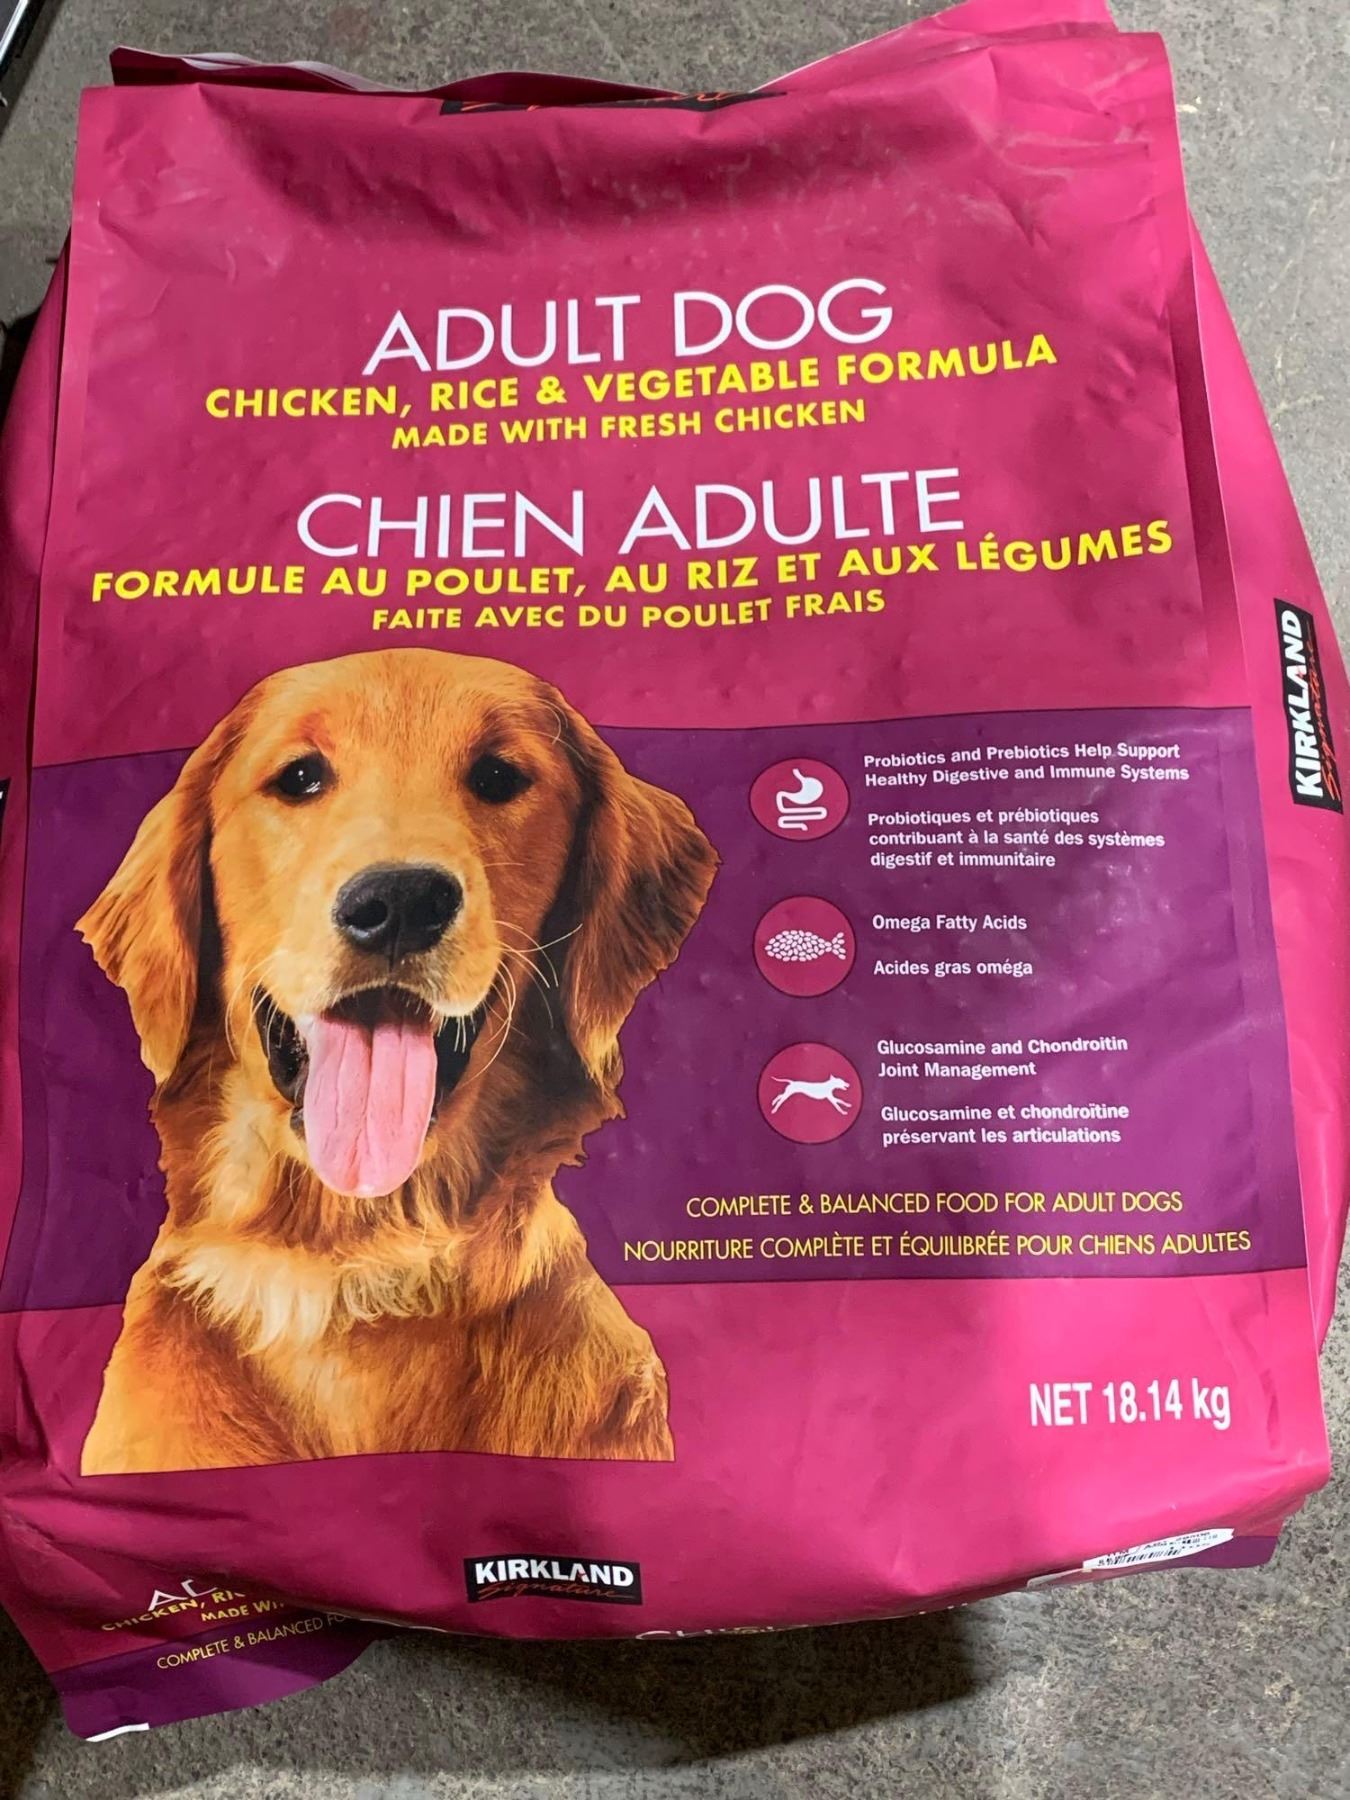 ADULT DOG
CHICKEN, RICE & VEGETABLE FORMULA
MADE WITH FRESH CHICKEN
CHIEN ADULTE
FORMULE AU POULET, AU RIZ ET AUX LÉGUMES
FAITE AVEC DU POULET FRAIS
KIRKLAND
Signature
Probiotics and Prebiotics Help Support
Healthy Digestive and Immune Systems
Probiotiques et prébiotiques
contribuant à la santé des systèmes
digestif et immunitaire
Omega Fatty Acids
Acides gras oméga
Glucosamine and Chondroitin
Joint Management
Glucosamine et chondroïtine
préservant les articulations
COMPLETE & BALANCED FOOD FOR ADULT DOGS
NOURRITURE COMPLÈTE ET ÉQUILIBRÉE POUR CHIENS ADULTES
NET 18.14 kg
KIRKLAND
Signature
CHICKEN,
MADE
COMPLETE & BALANCED